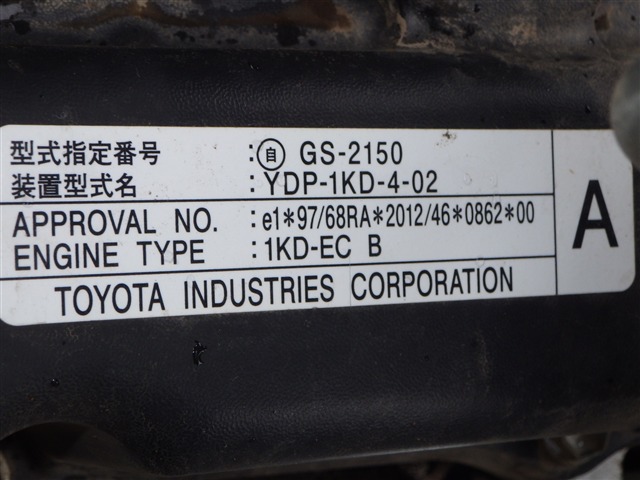 型式指定番号 :㉂ GS-2150
装置型式名 :YDP-1KD-4-02
APPROVAL NO. :e1*97/68RA*2012/46*0862*00
ENGINE TYPE :1KD-EC B
A
TOYOTA INDUSTRIES CORPORATION